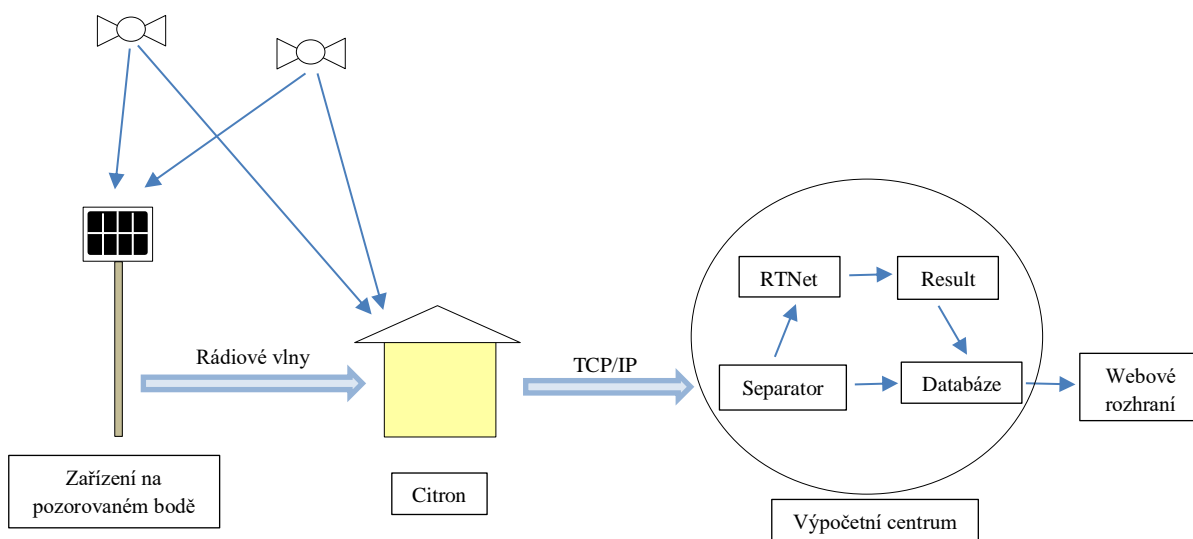 RTNet
Result
Rádiové vlny
TCP/IP
Separator
Databáze
Webové
rozhraní
Zařízení na
pozorovaném bodě
Citron
Výpočetní centrum